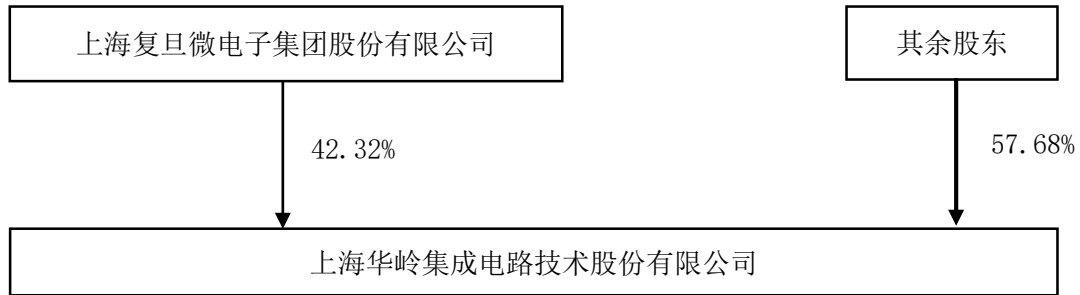 上海复旦微电子集团股份有限公司
其余股东
42.32%
57.68%
上海华岭集成电路技术股份有限公司